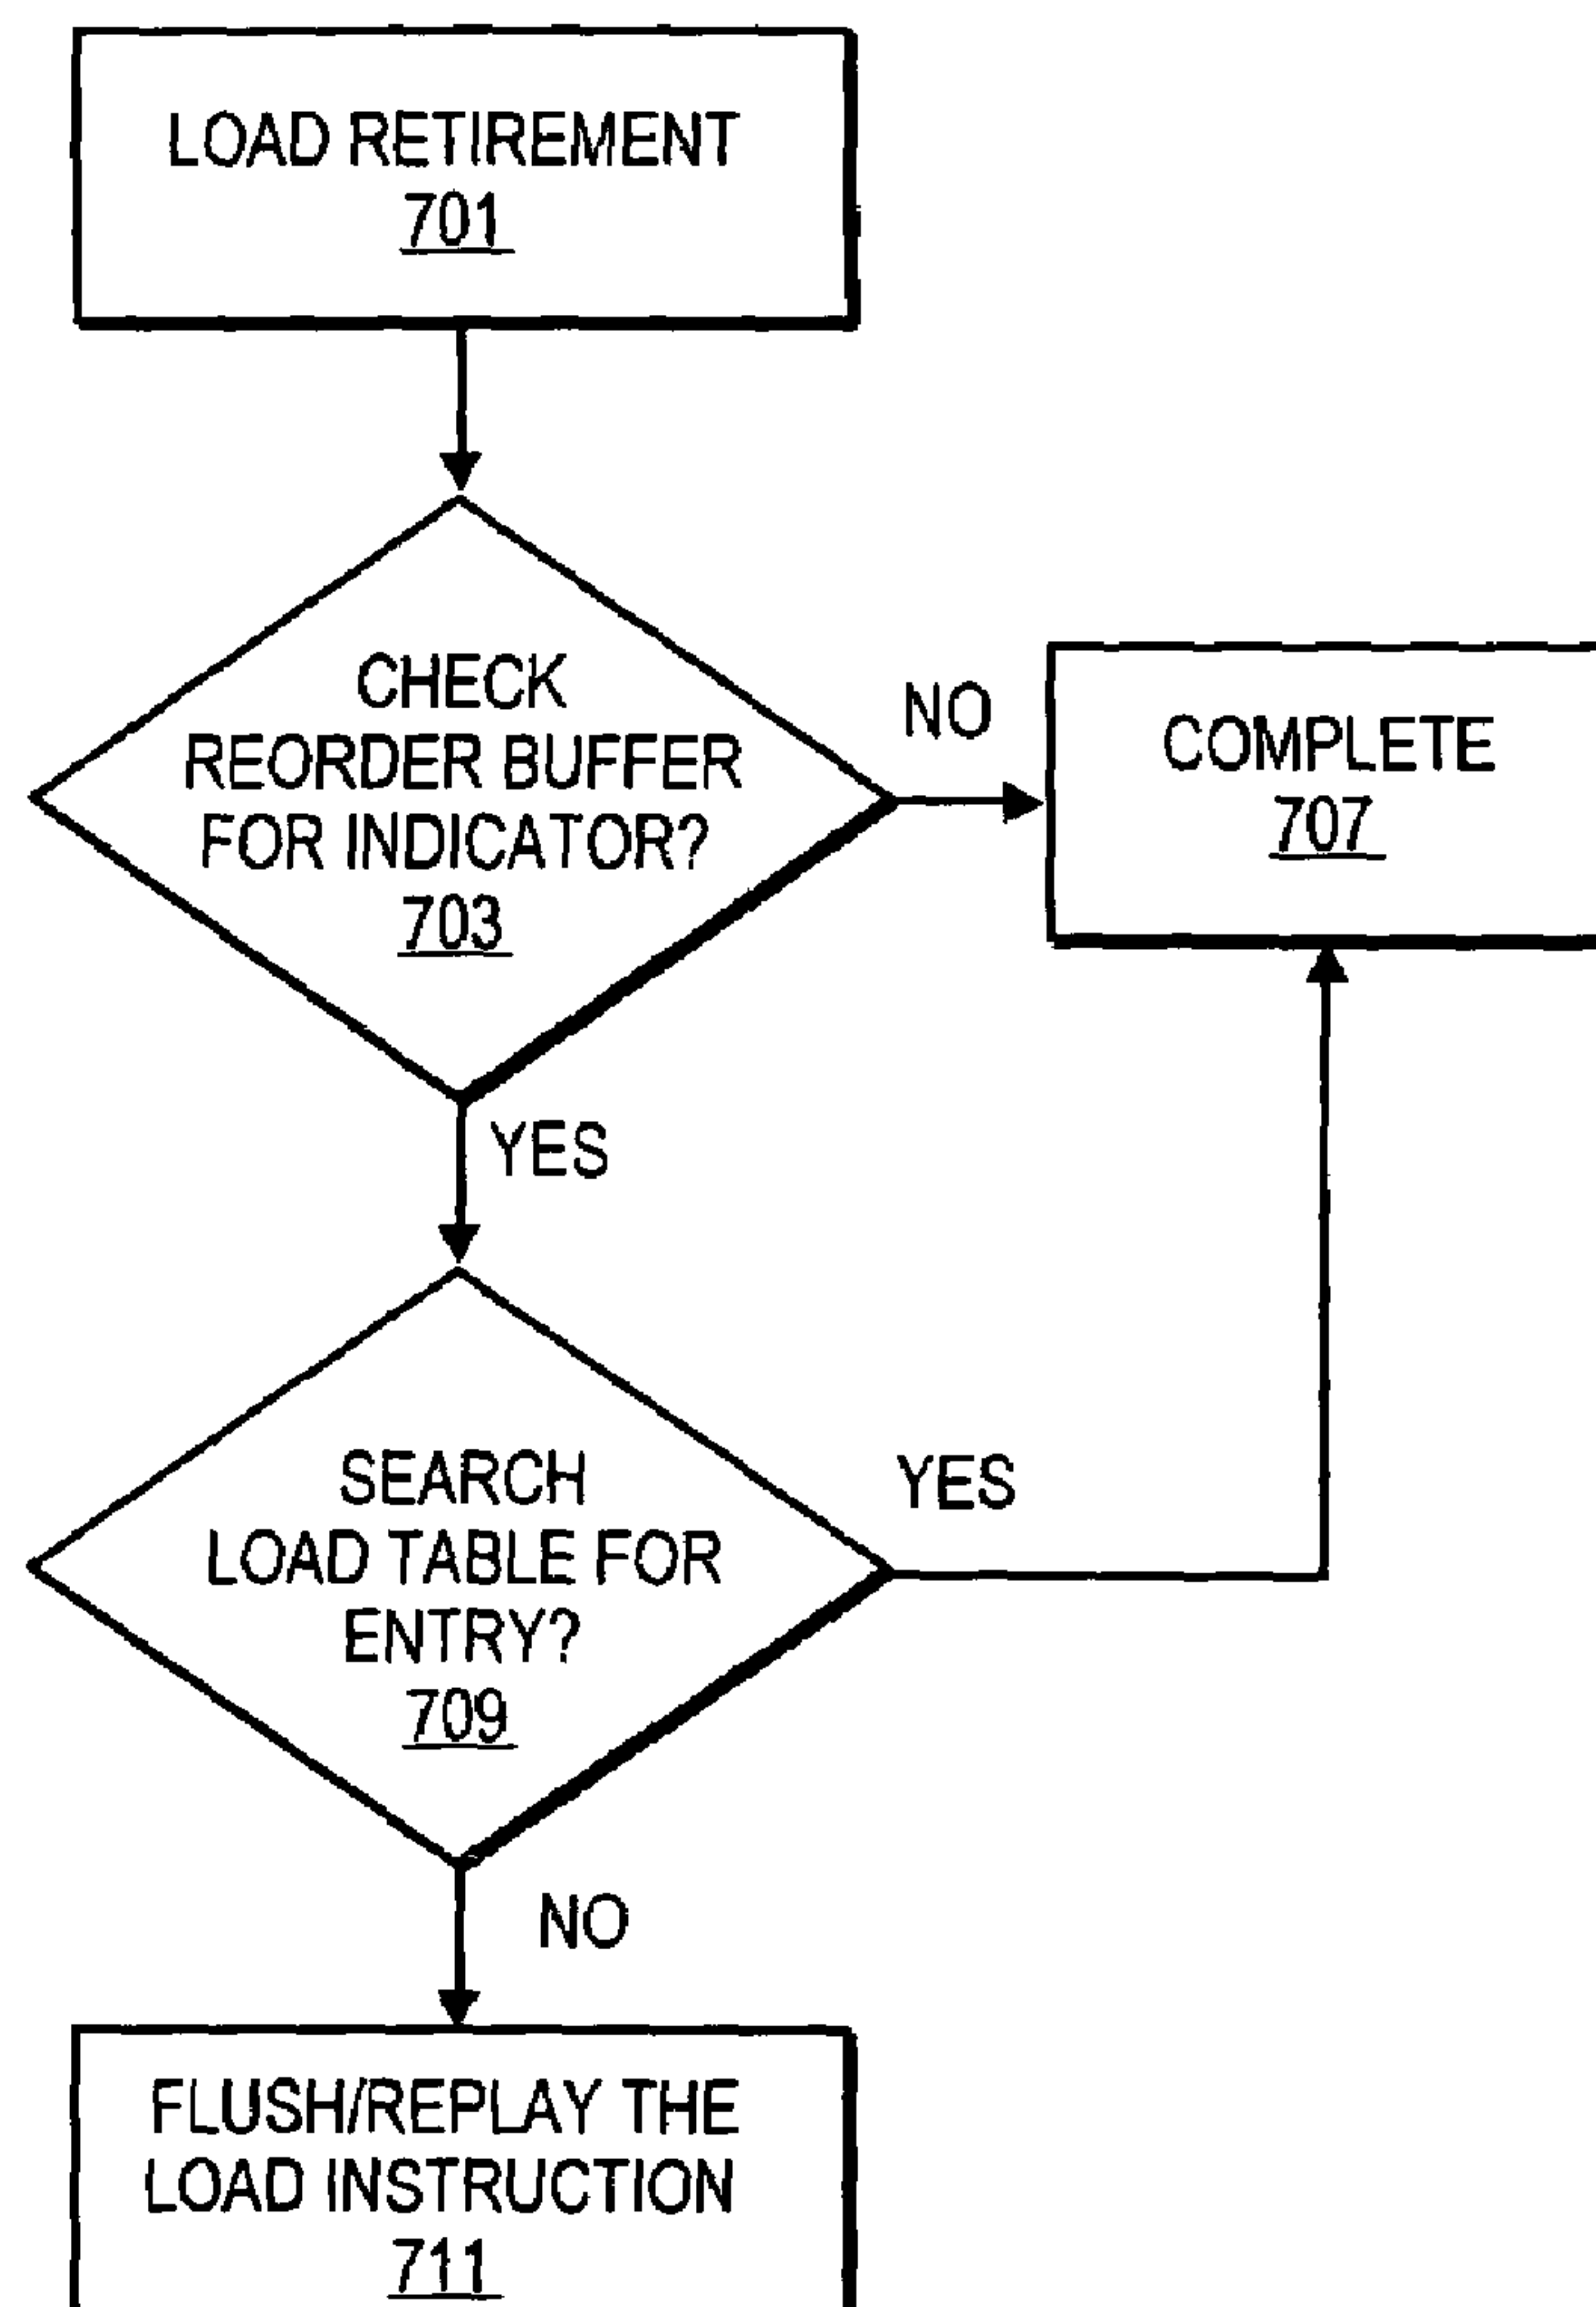 LOAD RETIREMENT
701
CHECK
REORDER BUFFER
FOR INDICATOR?
703
NO
COMPLETE
707
YES
SEARCH
LOAD TABLE FOR
ENTRY?
709
YES
NO
FLUSH/REPLAY THE
LOAD INSTRUCTION
711